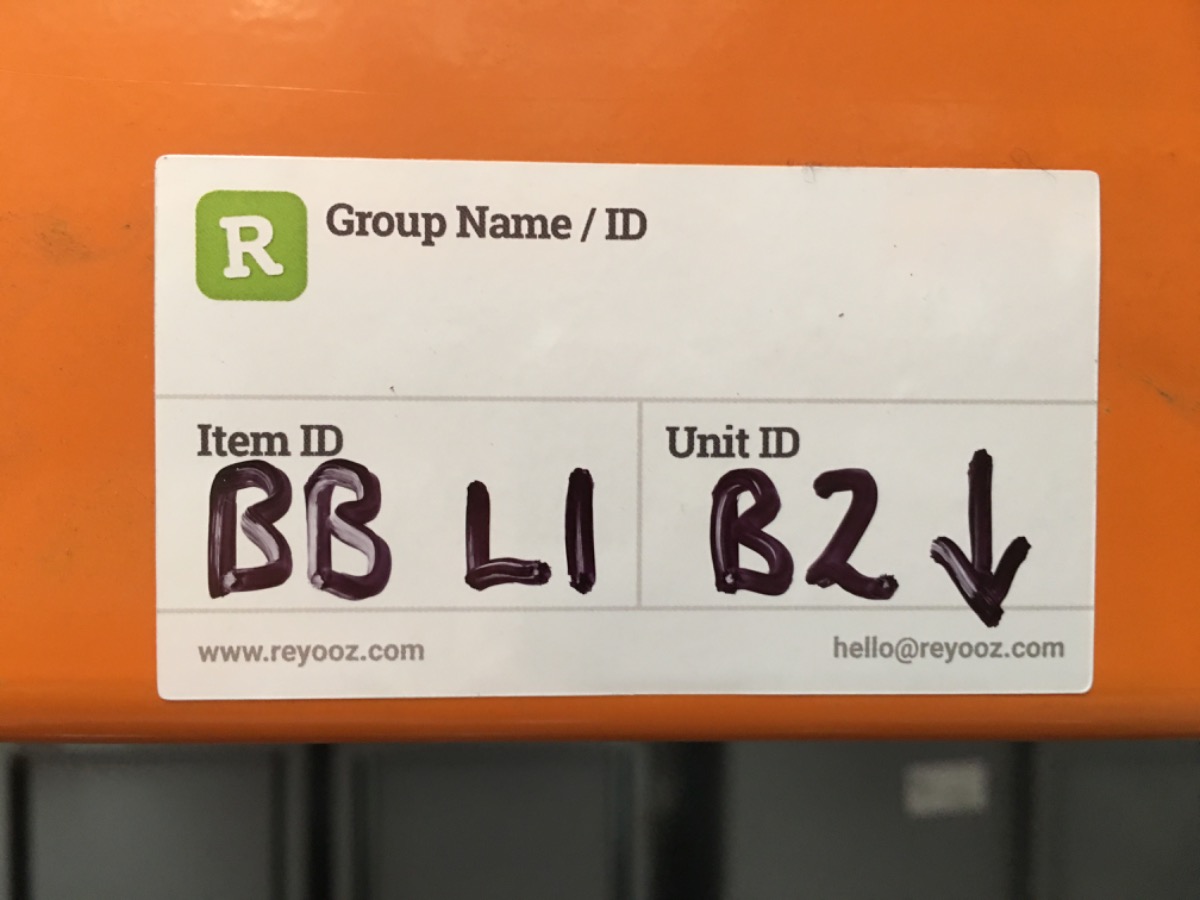 R Group Name / ID
Item ID Unit ID
BB L1 B2 ↓
www.reyooz.com hello@reyooz.com